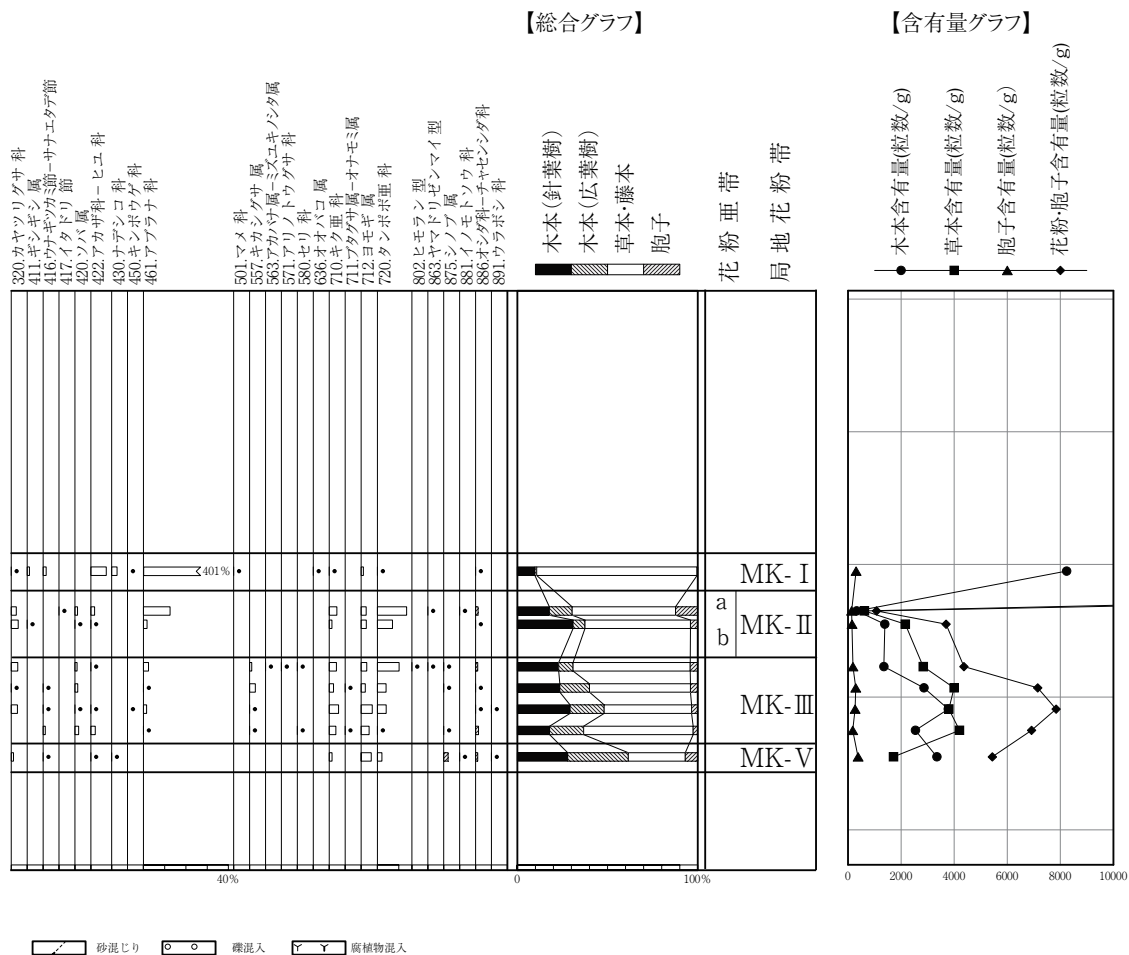 【総合グラフ】
【含有量グラフ】
320.カヤツリグサ 科
411.ギシギシ 属
416.ウナギツカミ節－サナエタデ節
417.イタドリ 節
420.ソバ 属
422.アカザ科－ヒユ 科
430.ナデシコ 科
450.キンポウゲ 科
461.アブラナ 科
501.マメ 科
557.キカシグサ 属
563.アカバナ属－ミズユキノシタ属
571.アリノトウグサ 科
580.セリ 科
636.オオバコ 属
710.キク亜 科
711.ブタクサ属－オナモミ属
712.ヨモギ 属
720.タンポポ亜 科
802.ヒモラン 型
863.ヤマドリゼンマイ 型
875.シノブ 属
881.イノモトソウ 科
886.オシダ科－チャセンシダ科
891.ウラボシ 科
木本(針葉樹)
木本(広葉樹)
草本・藤本
胞子
花 粉 亜 帯
局 地 花 粉 帯
木本含有量(粒数/g)
草本含有量(粒数/g)
胞子含有量(粒数/g)
花粉・胞子含有量(粒数/g)
401%
MK-Ⅰ
a
b
MK-Ⅱ
MK-Ⅲ
MK-Ⅴ
40%
0
100%
0
2000
4000
6000
8000
10000
砂混じり
礫混入
腐植物混入